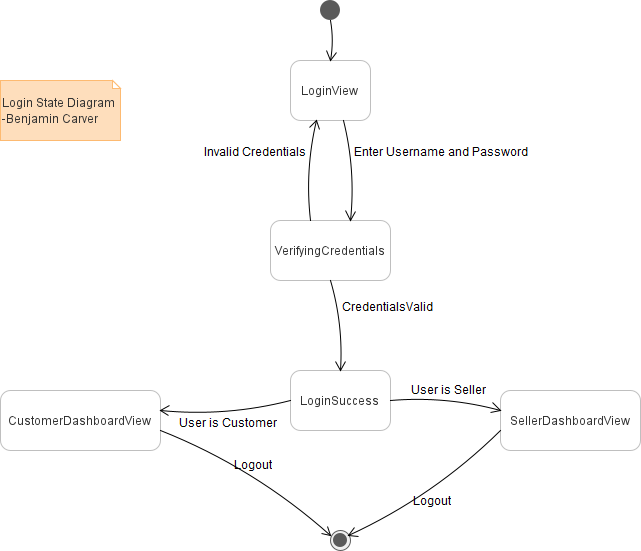 LoginView
Login State Diagram
-Benjamin Carver
Invalid Credentials
Enter Username and Password
VerifyingCredentials
CredentialsValid
User is Seller
LoginSuccess
CustomerDashboardView
User is Customer
SellerDashboardView
Logout
Logout